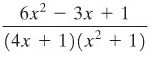 6x² − 3x + 1
(4x + 1)(x² + 1)